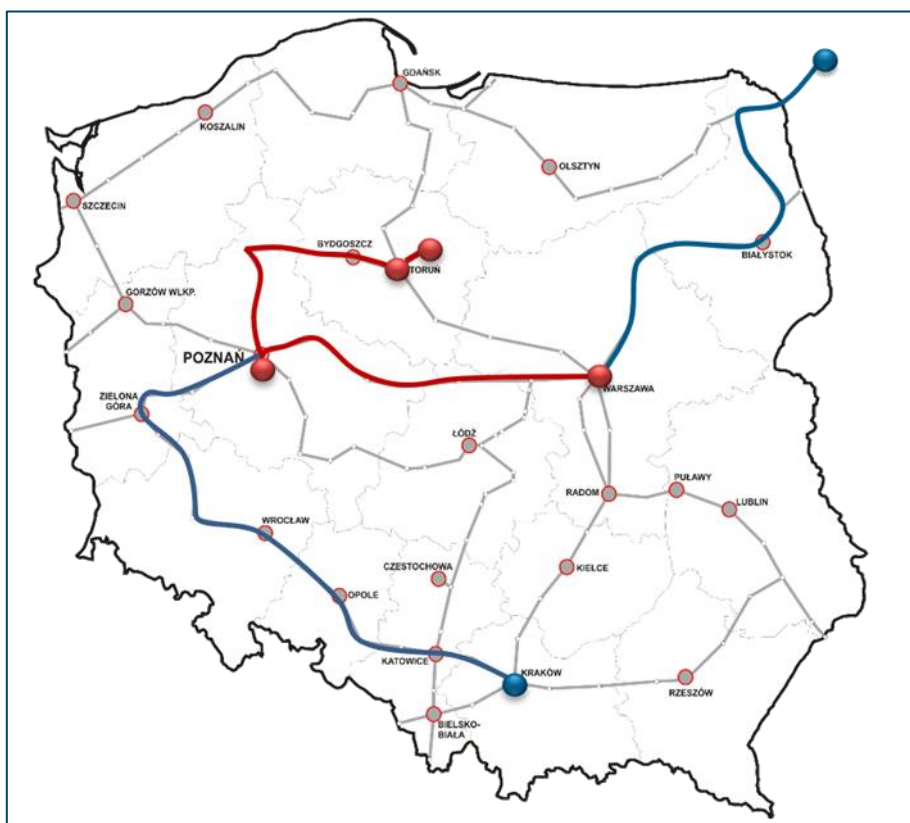 GDAŃSK
KOSZALIN
OLSZTYN
SZCZECIN
BYDGOSZCZ
BIAŁYSTOK
TORUŃ
GORZÓW WLKP.
POZNAŃ
WARSZAWA
ZIELONA
GÓRA
ŁÓDŹ
PUŁAWY
RADOM
LUBLIN
WROCŁAW
CZESTOCHOWA
KIELCE
OPOLE
KATOWICE
KRAKÓW
RZESZÓW
BIELSKO-
BIAŁA